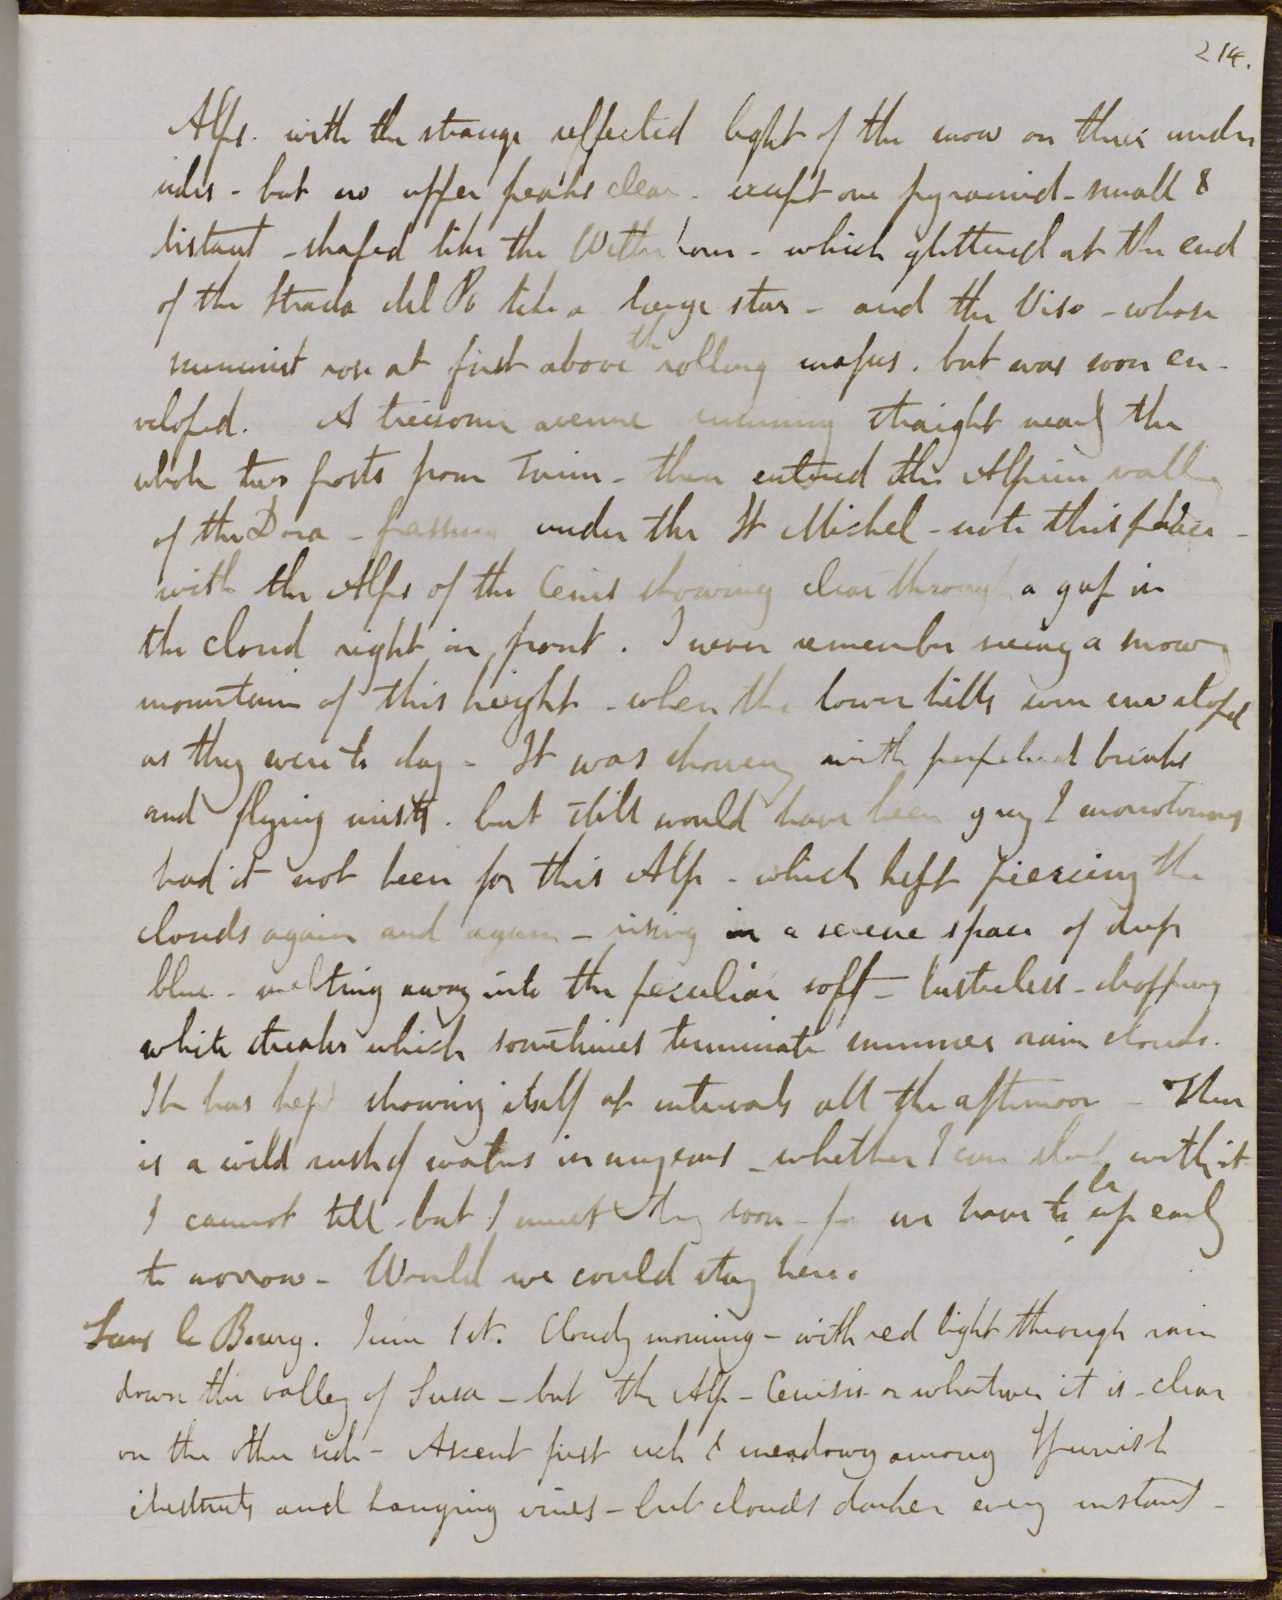 214.
Alps. with the strange reflected light of the snow on their under
sides - but no upper peaks clear - except one pyramid - small &
distant - shaped like the Wetterhorn - which glittered at the end
of the Strada del Po like a large star - and the Viso - whose
summit rose at first above the rolling mists. but was soon en-
veloped. A tiresome avenue running straight nearly the
whole two posts from Turin - then entered the Alpine valley
of the Dora - passing under the St Michel - note this place -
with the Alps of the Cenis showing clear through a gap in
the cloud right in front. I never remember seeing a snowy
mountain of this height - when the lower hills were enveloped
as they were to day - It was showery with perpetual breaks
and flying mists. but still would have been grey & monotonous
had it not been for this Alp - which kept piercing the
clouds again and again - rising in a serene space of deep
blue - melting away into the peculiar soft - lustreless - dropping
white streaks which sometimes terminate summer rain clouds.
It has kept showing itself at intervals all the afternoon - There
is a wild rush of waters in my ears - whether I can sleep with it
I cannot tell - but I must try soon - for we have to be up early
to morrow - Would we could stay here.
Lans le Bourg. June 1st. Cloudy morning - with red light through rain
down the valley of Susa - but the Alp - Cenisis or whatever it is - clear
on the other side - Ascent first rich & meadowy among Spanish
chestnuts and hanging vines - but clouds darker every instant -